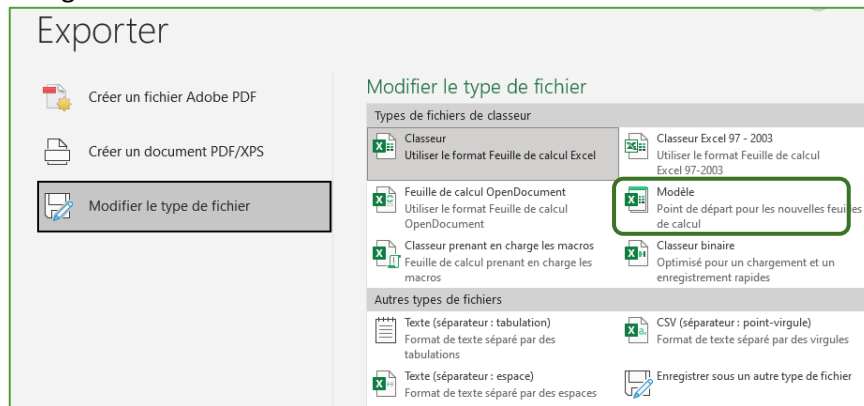 Exporter
Créer un fichier Adobe PDF
Créer un document PDF/XPS
Modifier le type de fichier
Modifier le type de fichier
Types de fichiers de classeur
Classeur
Utiliser le format Feuille de calcul Excel
Classeur Excel 97 - 2003
Utiliser le format Feuille de calcul
Excel 97-2003
Feuille de calcul OpenDocument
Utiliser le format Feuille de calcul
OpenDocument
Modèle
Point de départ pour les nouvelles feuilles
de calcul
Classeur prenant en charge les macros
Feuille de calcul prenant en charge les
macros
Classeur binaire
Optimisé pour un chargement et un
enregistrement rapides
Autres types de fichiers
Texte (séparateur : tabulation)
Format de texte séparé par des
tabulations
CSV (séparateur : point-virgule)
Format de texte séparé par des virgules
Texte (séparateur : espace)
Format de texte séparé par des espaces
Enregistrer sous un autre type de fichier